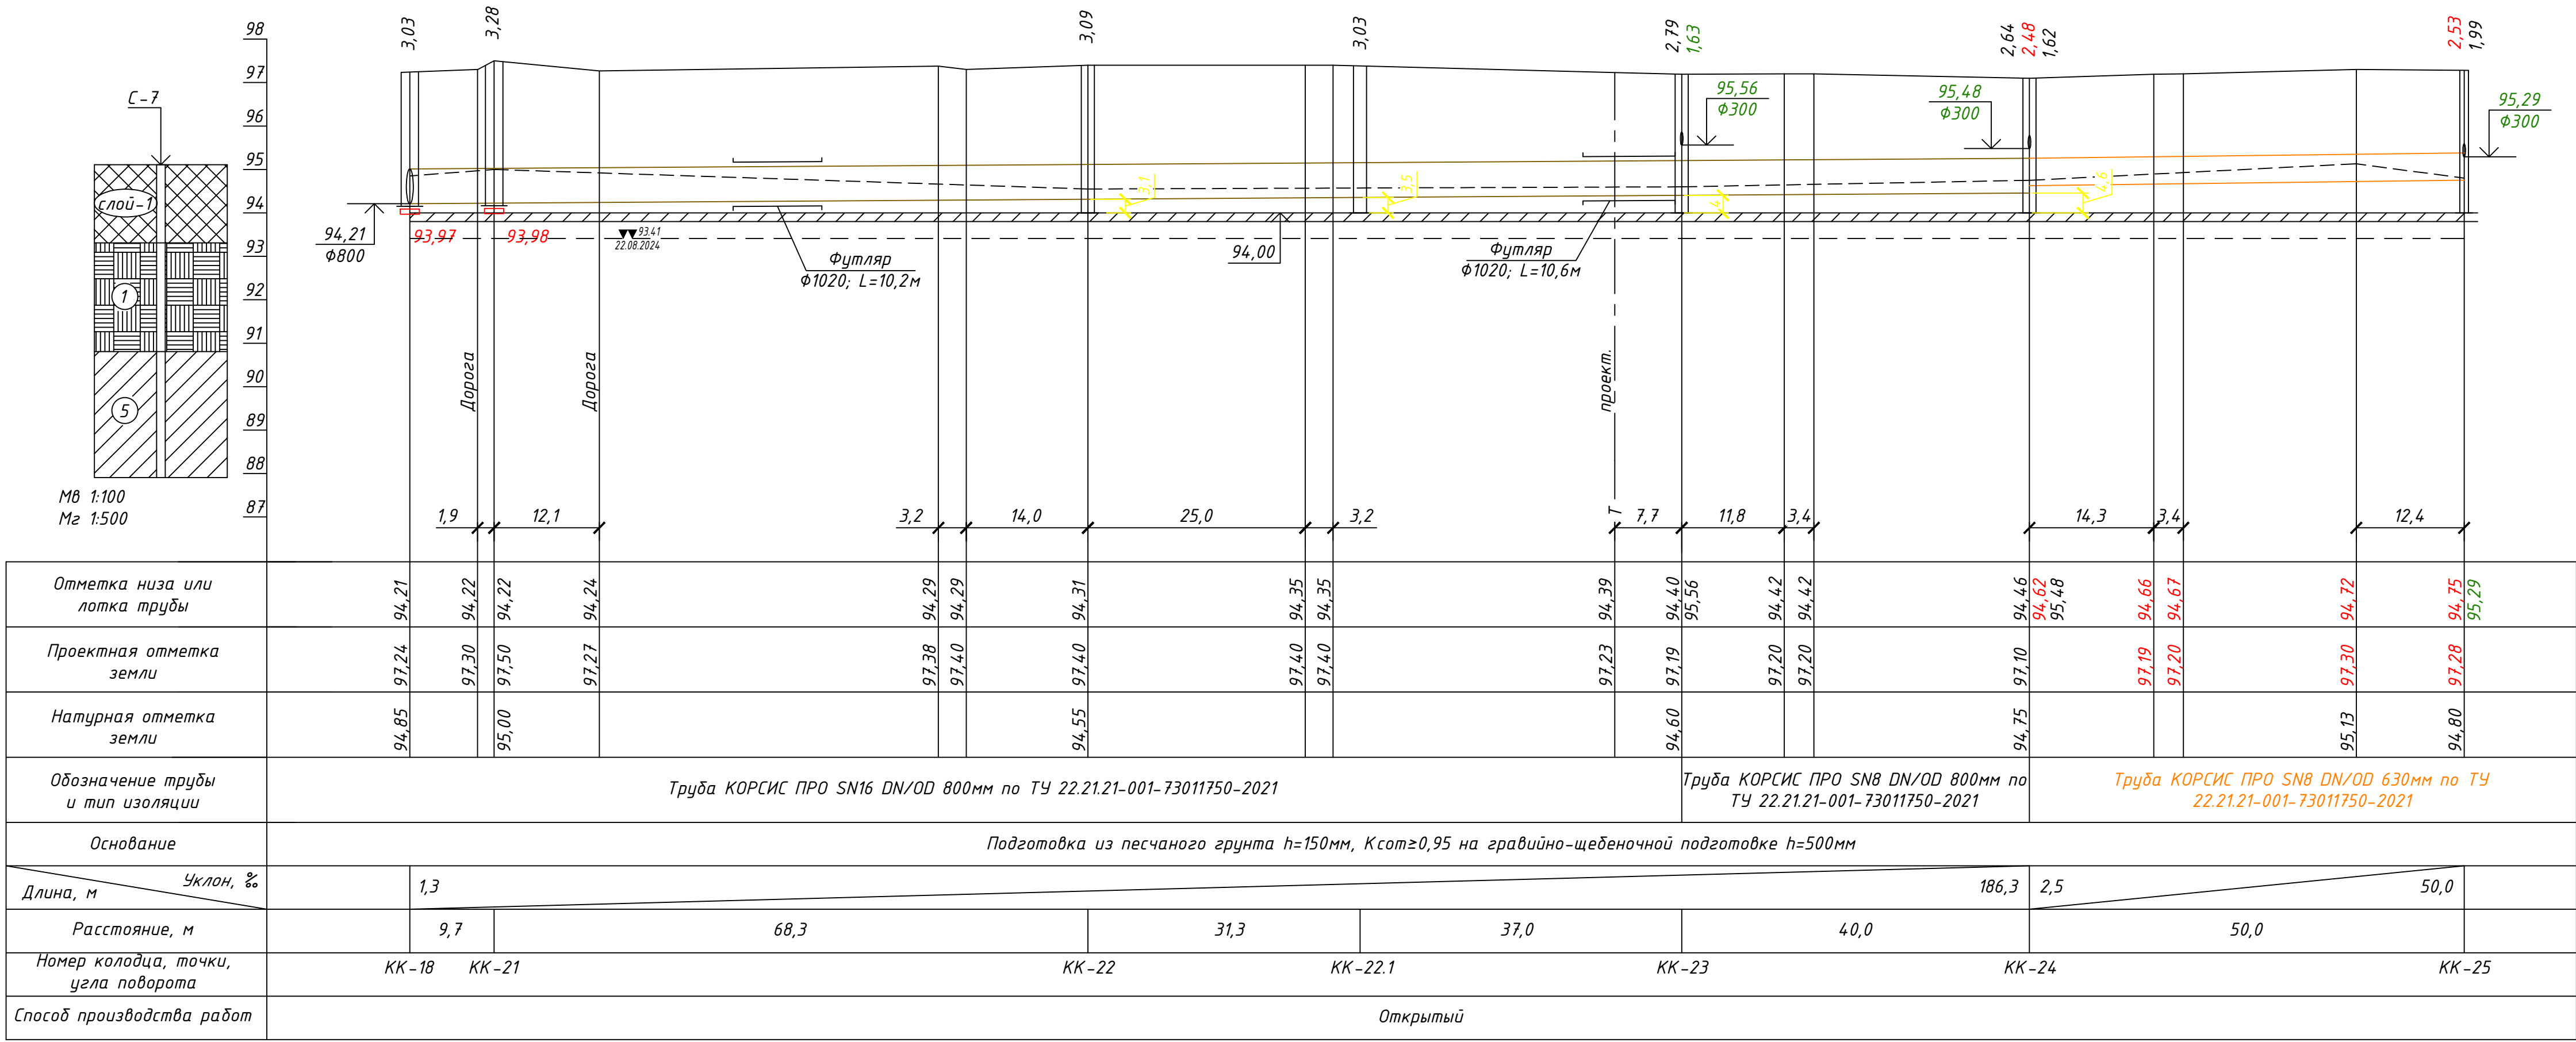 3,03
3,28
3,09
3,03
2,79
1,63
2,64
2,48
1,62
2,53
1,99
98
97
96
95
94
93
92
91
90
89
88
87
С-7
слой-1
1
5
Мв 1:100
Мг 1:500
94,21
Ф800
93,97
93,98
93.41
22.08.2024
Футляр
Ф1020; L=10,2м
94,00
Футляр
Ф1020; L=10,6м
95,56
Ф300
95,48
Ф300
95,29
Ф300
3,1
3,5
4
4,6
Дорога
Дорога
проект.
Т
1,9
12,1
3,2
14,0
25,0
3,2
7,7
11,8
3,4
14,3
3,4
12,4
Отметка низа или
лотка трубы
94,21
94,22
94,22
94,24
94,29
94,29
94,31
94,35
94,35
94,39
94,40
95,56
94,42
94,42
94,46
94,62
95,48
94,66
94,67
94,72
94,75
95,29
Проектная отметка
земли
97,24
97,30
97,50
97,27
97,38
97,40
97,40
97,40
97,40
97,23
97,19
97,20
97,20
97,10
97,19
97,20
97,30
97,28
Натурная отметка
земли
94,85
95,00
94,55
94,60
94,75
95,13
94,80
Обозначение трубы
и тип изоляции
Труба КОРСИС ПРО SN16 DN/OD 800мм по ТУ 22.21.21-001-73011750-2021
Труба КОРСИС ПРО SN8 DN/OD 800мм по
ТУ 22.21.21-001-73011750-2021
Труба КОРСИС ПРО SN8 DN/OD 630мм по ТУ
22.21.21-001-73011750-2021
Основание
Подготовка из песчаного грунта h=150мм, Ксот≥0,95 на гравийно-щебеночной подготовке h=500мм
Уклон, ‰
Длина, м
1,3
186,3
2,5
50,0
Расстояние, м
9,7
68,3
31,3
37,0
40,0
50,0
Номер колодца, точки,
угла поворота
КК-18
КК-21
КК-22
КК-22.1
КК-23
КК-24
КК-25
Способ производства работ
Открытый